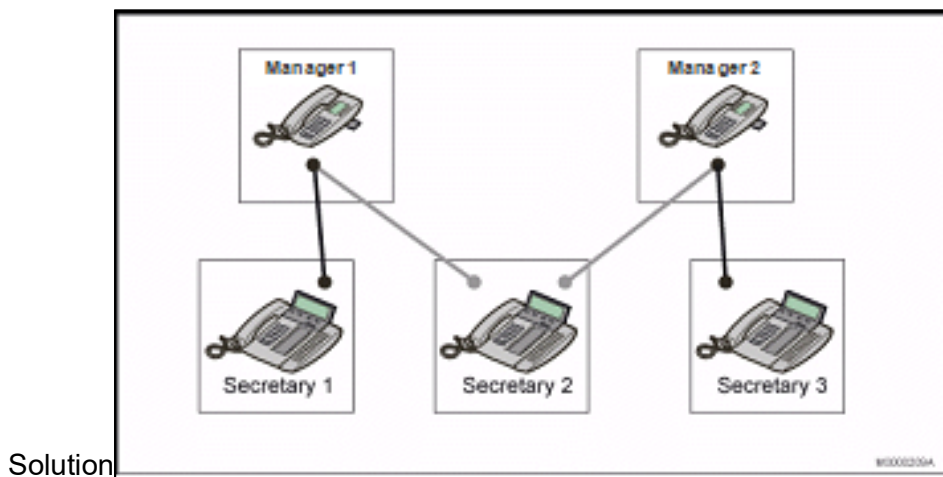 Manager 1
Manager 2
Secretary 1
Secretary 2
Secretary 3
Solution